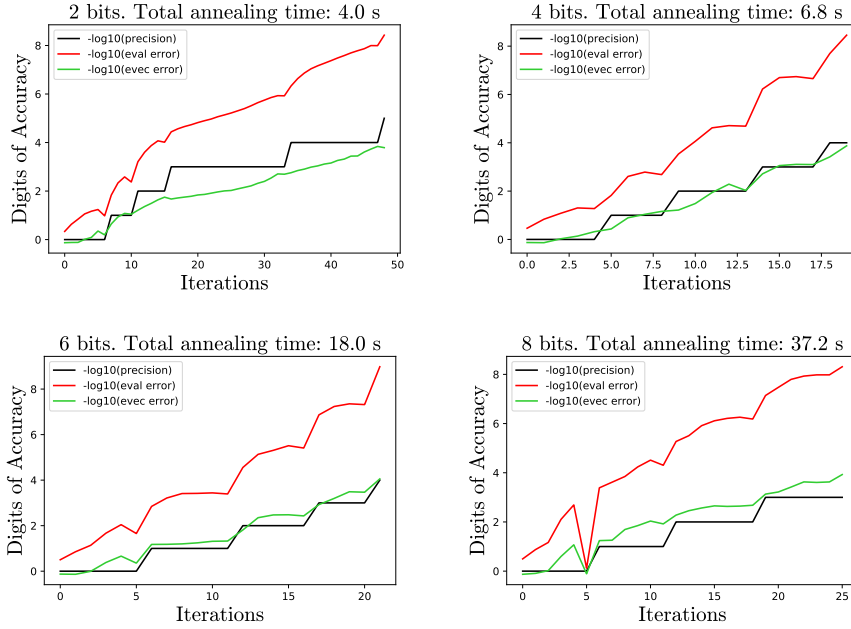 2 bits. Total annealing time: 4.0 s
Digits of Accuracy
8
6
4
2
0
-log10(precision)
-log10(eval error)
-log10(evec error)
0 10 20 30 40 50
Iterations
4 bits. Total annealing time: 6.8 s
Digits of Accuracy
8
6
4
2
0
-log10(precision)
-log10(eval error)
-log10(evec error)
0.0 2.5 5.0 7.5 10.0 12.5 15.0 17.5
Iterations
6 bits. Total annealing time: 18.0 s
Digits of Accuracy
8
6
4
2
0
-log10(precision)
-log10(eval error)
-log10(evec error)
0 5 10 15 20
Iterations
8 bits. Total annealing time: 37.2 s
Digits of Accuracy
8
6
4
2
0
-log10(precision)
-log10(eval error)
-log10(evec error)
0 5 10 15 20 25
Iterations